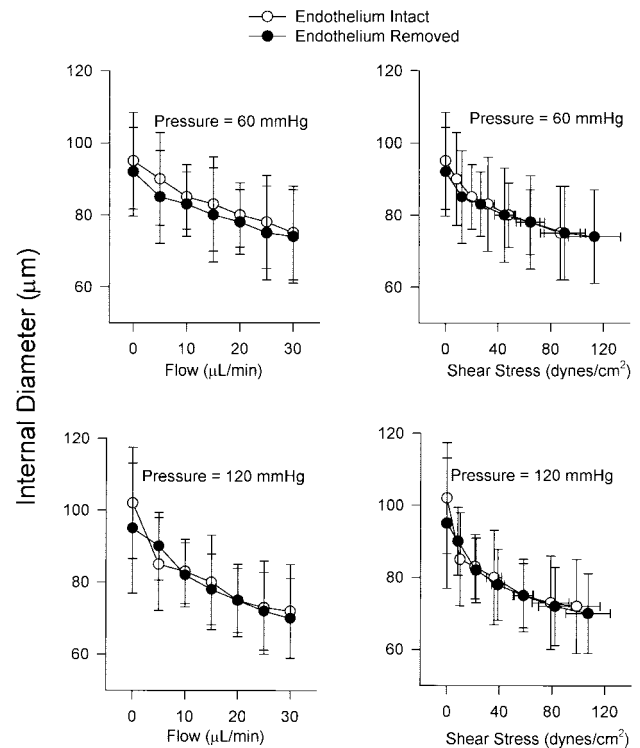 Endothelium Intact
Endothelium Removed
120
100
80
60
Pressure = 60 mmHg
0 10 20 30
Flow (μL/min)
120
100
80
60
Pressure = 60 mmHg
0 40 80 120
Shear Stress (dynes/cm²)
Internal Diameter (μm)
120
100
80
60
Pressure = 120 mmHg
0 10 20 30
Flow (μL/min)
120
100
80
60
Pressure = 120 mmHg
0 40 80 120
Shear Stress (dynes/cm²)